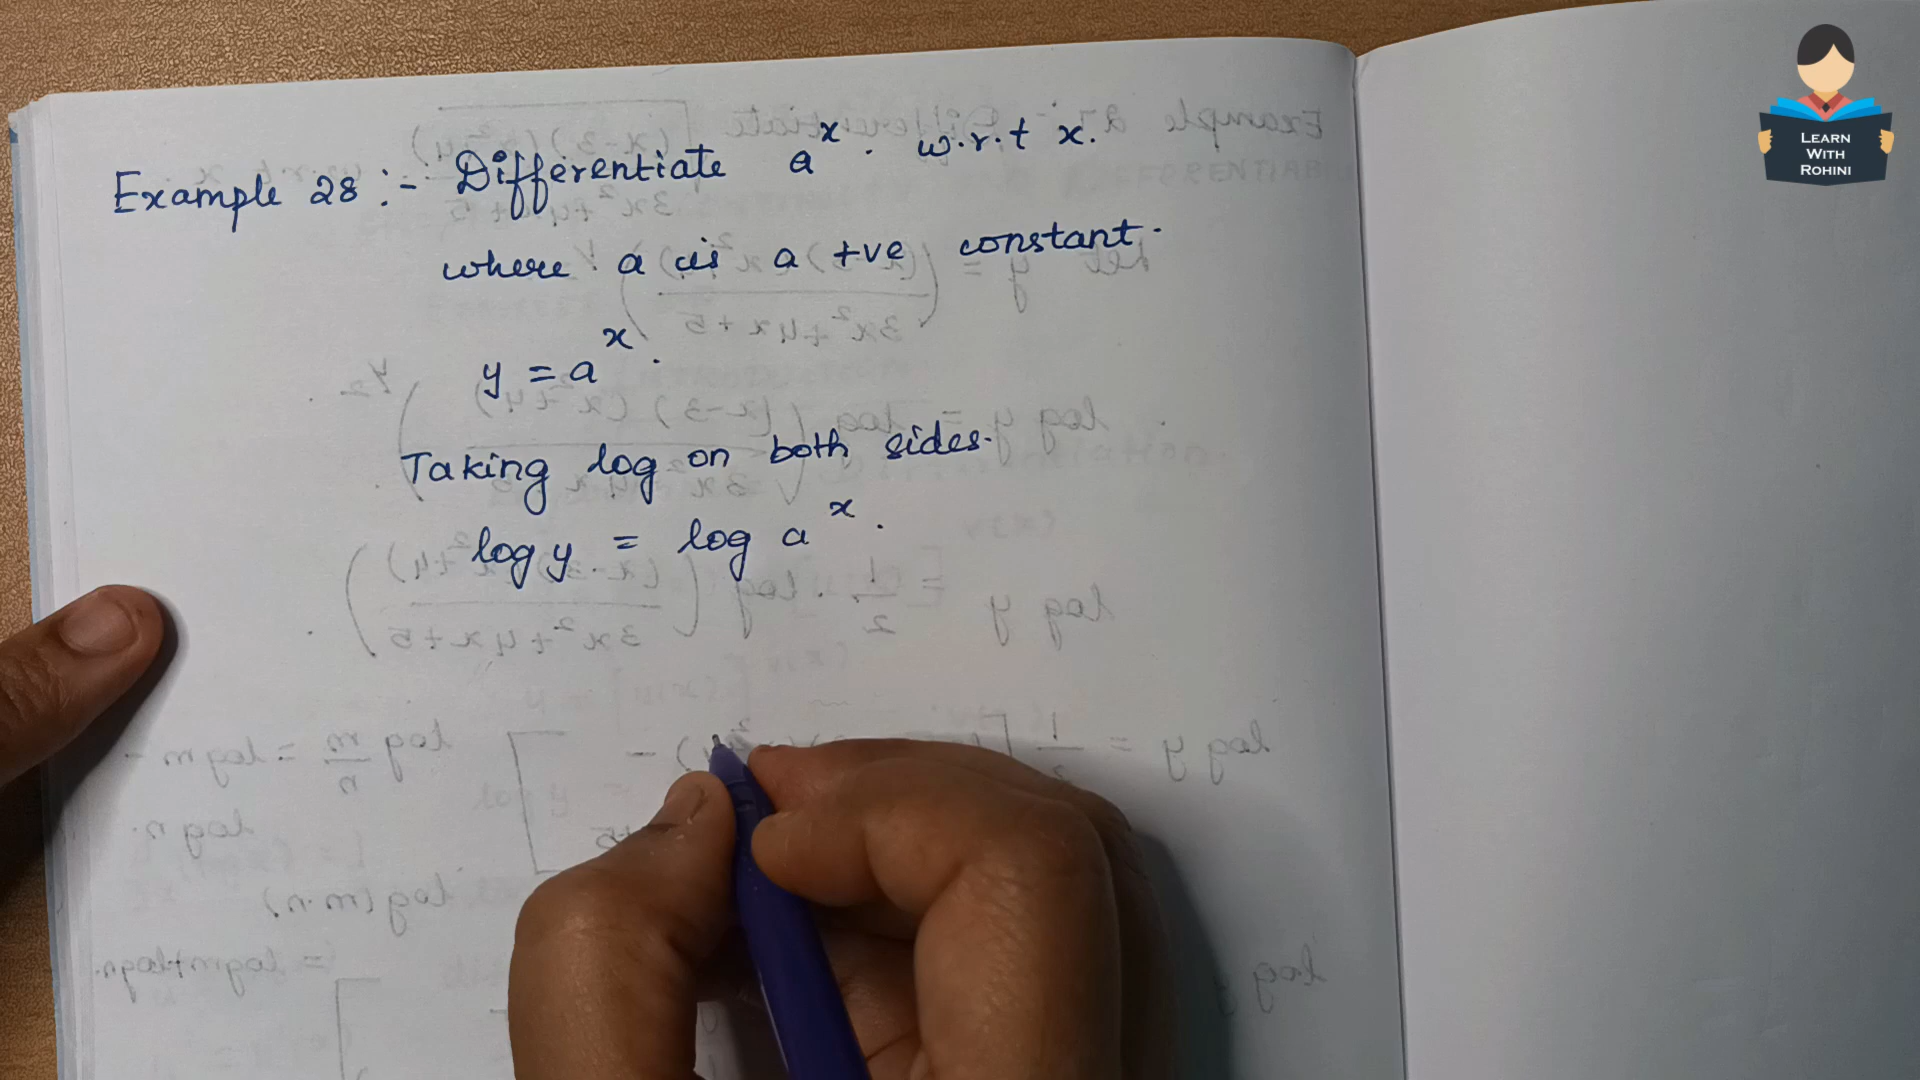 Example 28 :- Differentiate a^x. w.r.t x.
where a is a +ve constant.
y = a^x.
Taking log on both sides.
log y = log a^x.
LEARN
WITH
ROHINI